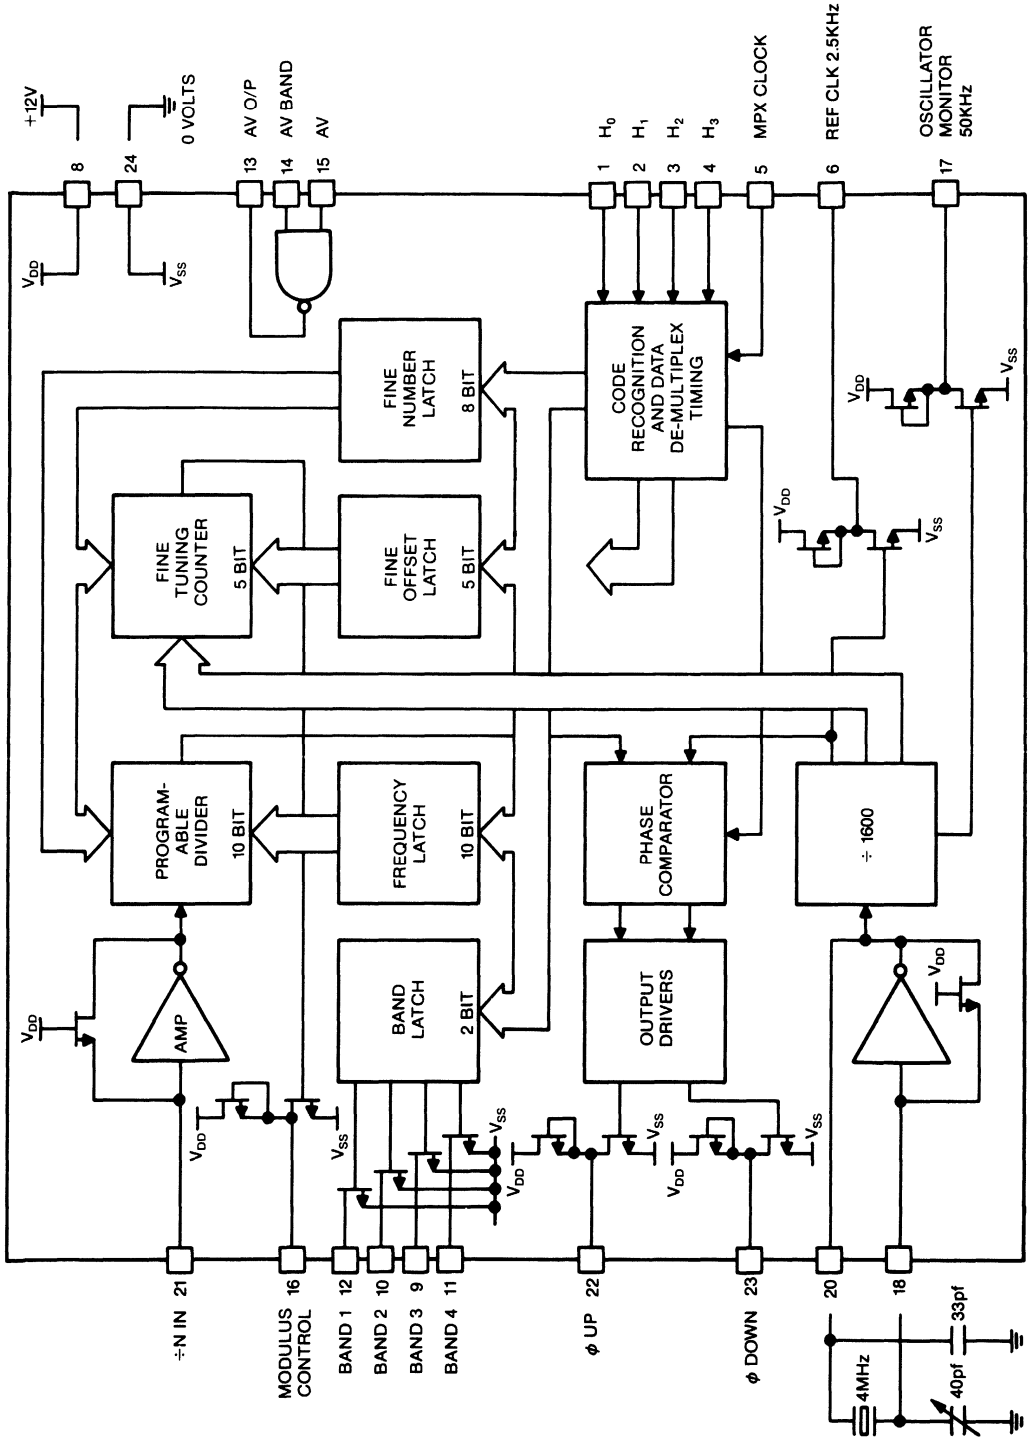 ÷N IN 21
MODULUS
CONTROL
16
BAND 1 12
BAND 2 10
BAND 3 9
BAND 4 11
ϕ UP 22
ϕ DOWN 23
20
18
4MHz
33pf
40pf
VDD
AMP
VDD
VSS
VSS
VDD
VSS
VDD
VSS
VDD
PROGRAM-
ABLE
DIVIDER
10 BIT
FINE
TUNING
COUNTER
5 BIT
BAND
LATCH
2 BIT
FREQUENCY
LATCH
10 BIT
FINE
OFFSET
LATCH
5 BIT
FINE
NUMBER
LATCH
8 BIT
OUTPUT
DRIVERS
PHASE
COMPARATOR
CODE
RECOGNITION
AND DATA
DE-MULTIPLEX
TIMING
÷ 1600
VDD
VSS
VDD
VSS
VDD
VSS
8 +12V
24 0 VOLTS
13 AV O/P
14 AV BAND
15 AV
1 H0
2 H1
3 H2
4 H3
5 MPX CLOCK
6 REF CLK 2.5KHz
17 OSCILLATOR
MONITOR
50KHz